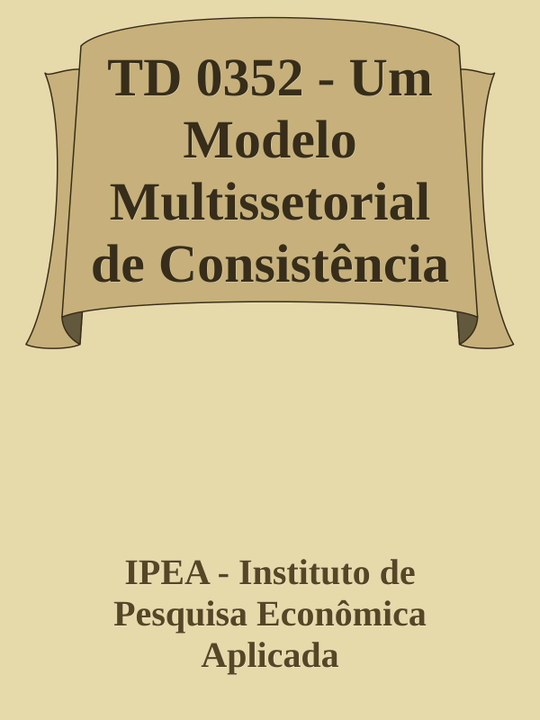 TD 0352 - Um
Modelo
Multissetorial
de Consistência
IPEA - Instituto de
Pesquisa Econômica
Aplicada